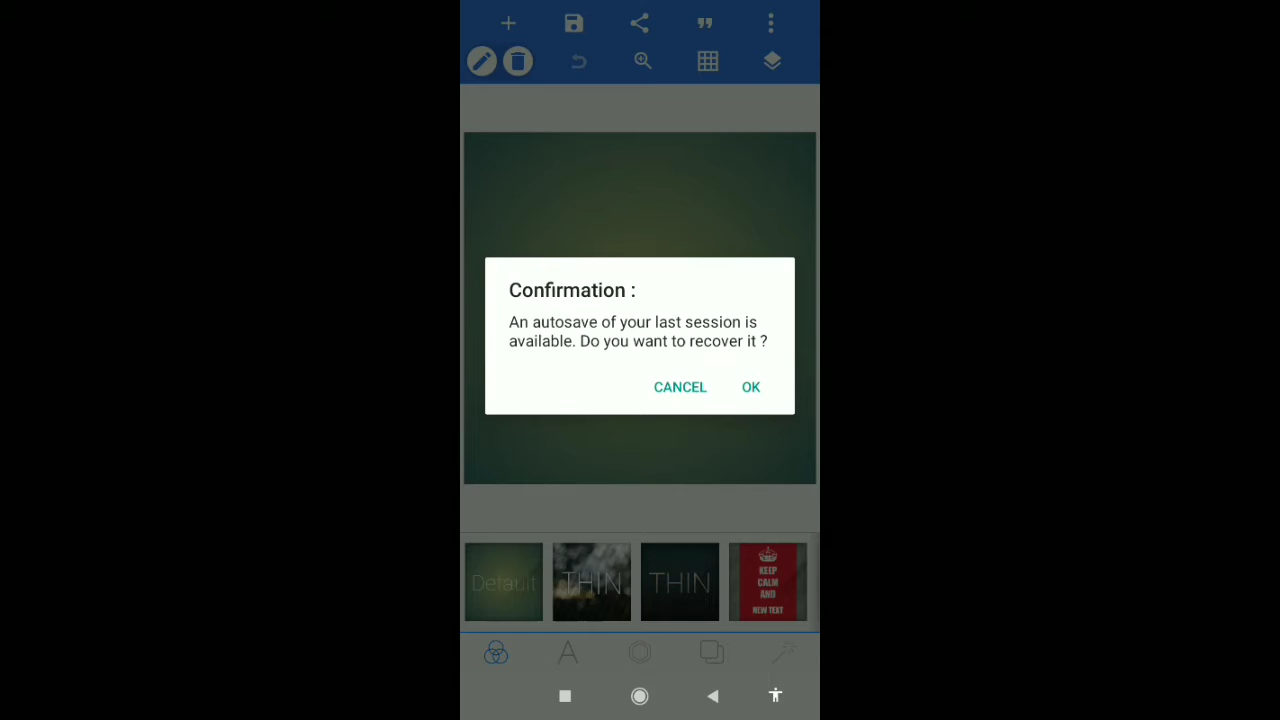 Confirmation :
An autosave of your last session is
available. Do you want to recover it ?
CANCEL OK
Default
THIN
THIN
KEEP
CALM
AND
NEW TEXT